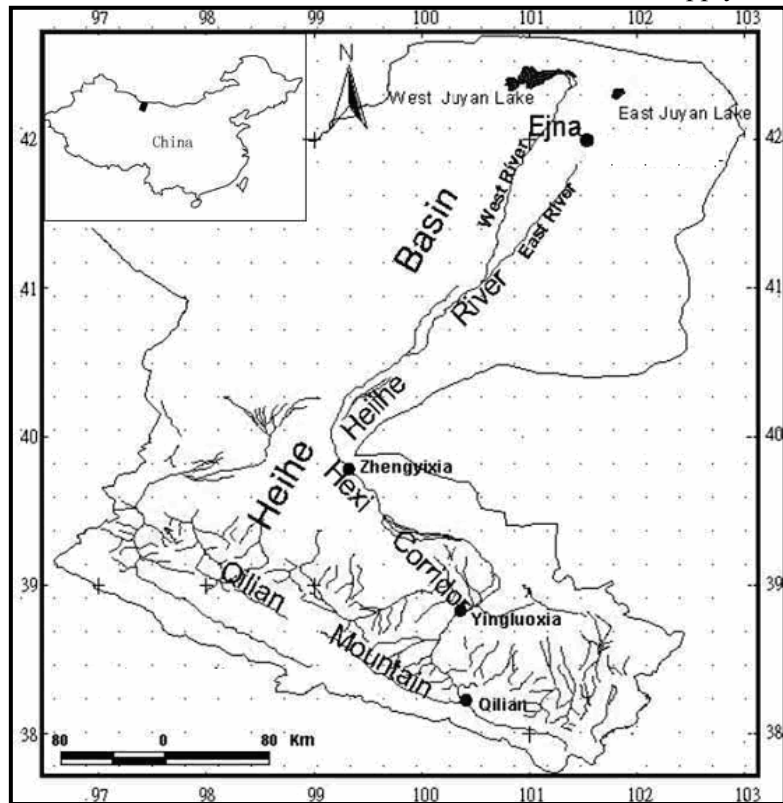 97 98 99 100 101 102 103
N
West Juyan Lake
East Juyan Lake
China
Ejna
42 42
West River
East River
Basin
River
41 41
Heihe
40 40
Zhengyixia
Heihe
Hexi
Corridor
39 39
Qilian
Yingluoxia
Mountain
Qilian
38 38
80 0 80 Km
97 98 99 100 101 102 103